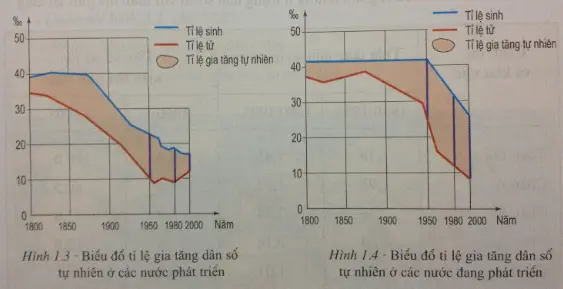 ‰
Tỉ lệ sinh
Tỉ lệ tử
Tỉ lệ gia tăng tự nhiên
50
40
30
20
10
0
1800 1850 1900 1950 1980 2000 Năm
Hình 1.3 - Biểu đồ tỉ lệ gia tăng dân số
tự nhiên ở các nước phát triển
‰
Tỉ lệ sinh
Tỉ lệ tử
Tỉ lệ gia tăng tự nhiên
50
40
30
20
10
0
1800 1850 1900 1950 1980 2000 Năm
Hình 1.4 - Biểu đồ tỉ lệ gia tăng dân số
tự nhiên ở các nước đang phát triển